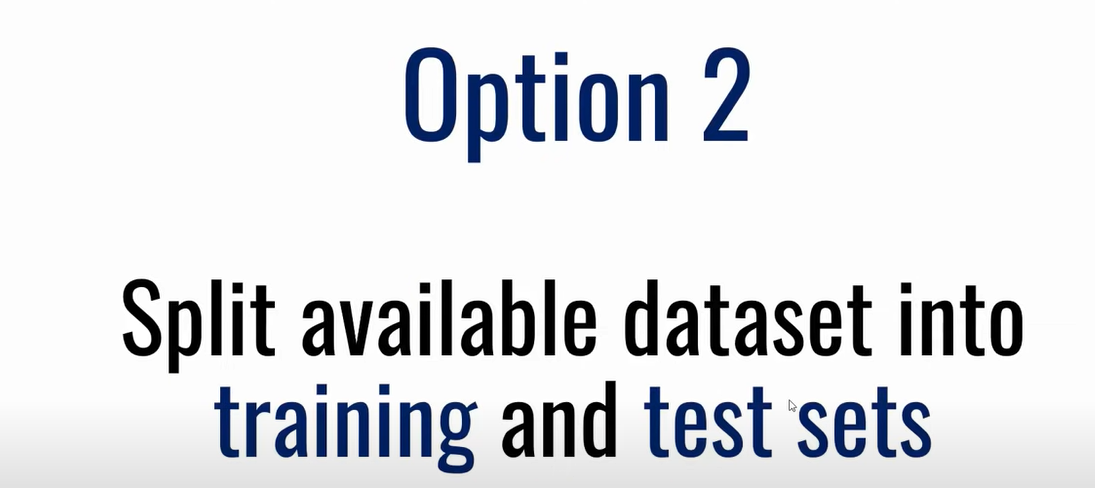 Option 2
Split available dataset into
training and test sets